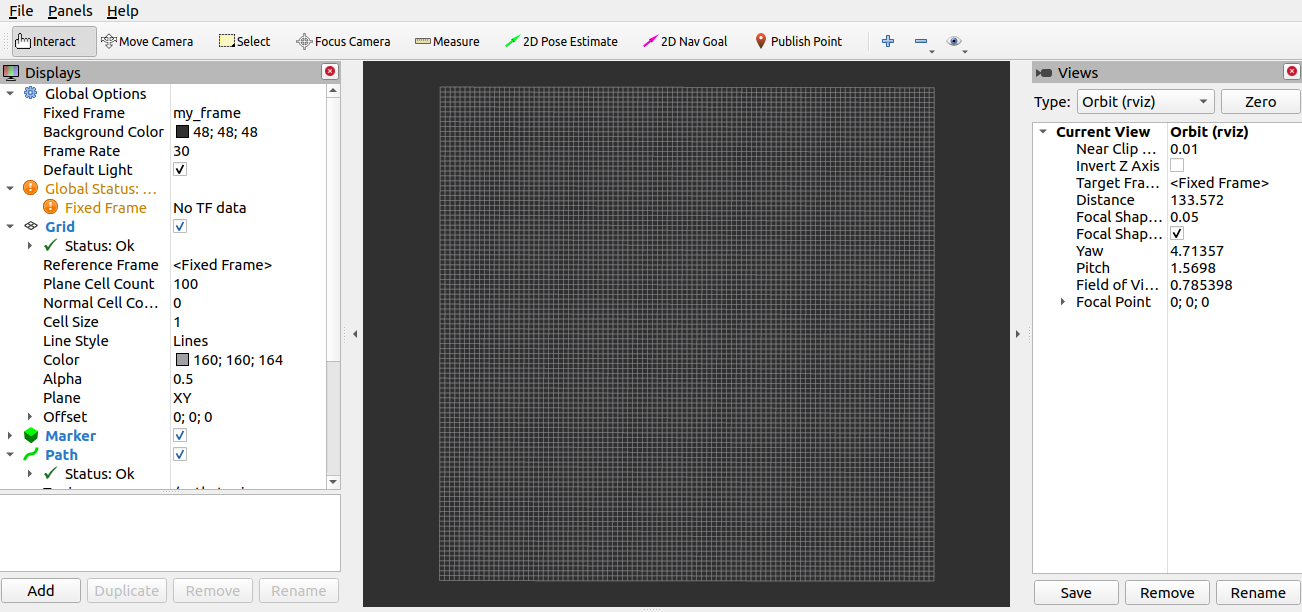 File Panels Help
Interact Move Camera Select Focus Camera Measure 2D Pose Estimate 2D Nav Goal Publish Point
Displays
Global Options
Fixed Frame my_frame
Background Color 48; 48; 48
Frame Rate 30
Default Light
Global Status: ...
Fixed Frame No TF data
Grid
Status: Ok
Reference Frame <Fixed Frame>
Plane Cell Count 100
Normal Cell Co... 0
Cell Size 1
Line Style Lines
Color 160; 160; 164
Alpha 0.5
Plane XY
Offset 0; 0; 0
Marker
Path
Status: Ok
Add Duplicate Remove Rename
Views
Type: Orbit (rviz) Zero
Current View Orbit (rviz)
Near Clip ... 0.01
Invert Z Axis
Target Fra... <Fixed Frame>
Distance 133.572
Focal Shap... 0.05
Focal Shap...
Yaw 4.71357
Pitch 1.5698
Field of Vi... 0.785398
Focal Point 0; 0; 0
Save Remove Rename